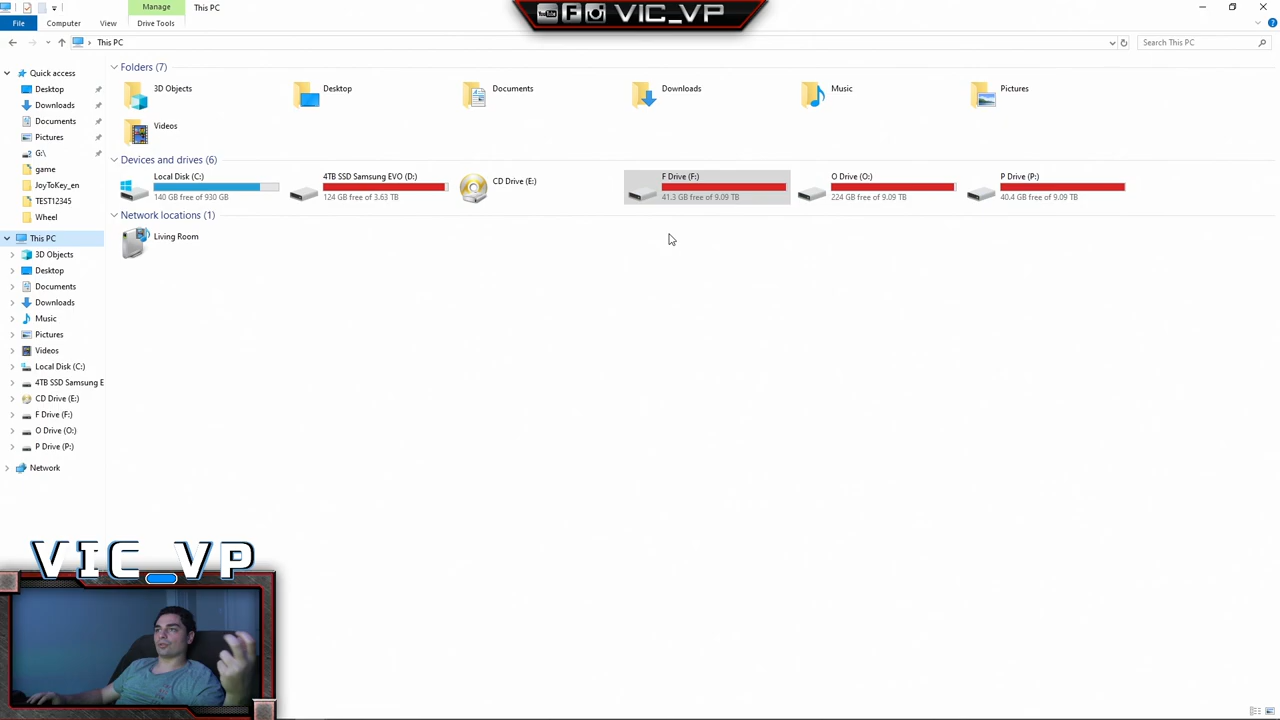 Manage
This PC
VIC_VP
File
Computer
View
Drive Tools
This PC
Search This PC
Quick access
Desktop
Downloads
Documents
Pictures
G:\
game
JoyToKey_en
TEST12345
Wheel
This PC
3D Objects
Desktop
Documents
Downloads
Music
Pictures
Videos
Local Disk (C:)
4TB SSD Samsung E
CD Drive (E:)
F Drive (F:)
O Drive (O:)
P Drive (P:)
Network
Folders (7)
3D Objects
Desktop
Documents
Downloads
Music
Pictures
Videos
Devices and drives (6)
Local Disk (C:)
140 GB free of 930 GB
4TB SSD Samsung EVO (D:)
124 GB free of 3.63 TB
CD Drive (E:)
F Drive (F:)
41.3 GB free of 9.09 TB
O Drive (O:)
224 GB free of 9.09 TB
P Drive (P:)
40.4 GB free of 9.09 TB
Network locations (1)
Living Room
VIC_VP